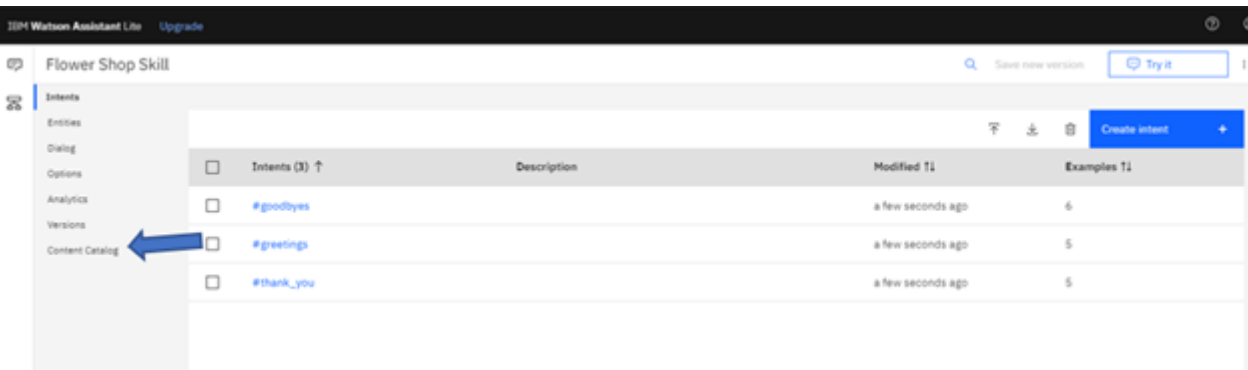 IBM Watson Assistant Lite Upgrade
Flower Shop Skill Save new version Try it
Intents
Entities
Dialog
Options
Analytics
Versions
Content Catalog
Create intent +
Intents (3) ↑ Description Modified ↑↓ Examples ↑↓
#goodbyes a few seconds ago 6
#greetings a few seconds ago 5
#thank_you a few seconds ago 5